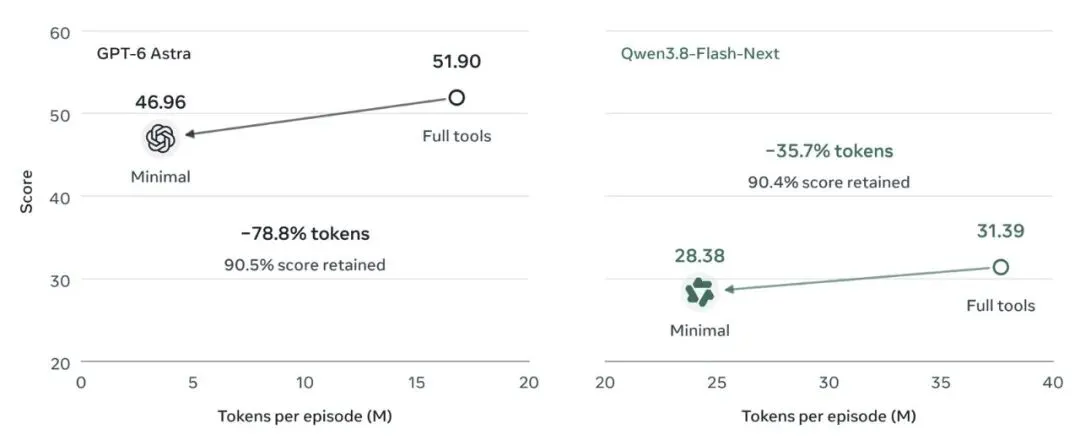 GPT-6 Astra
60
50
40
30
20
Score
46.96
Minimal
51.90
Full tools
−78.8% tokens
90.5% score retained
0
5
10
15
20
Tokens per episode (M)
Qwen3.8-Flash-Next
−35.7% tokens
90.4% score retained
28.38
Minimal
31.39
Full tools
20
25
30
35
40
Tokens per episode (M)